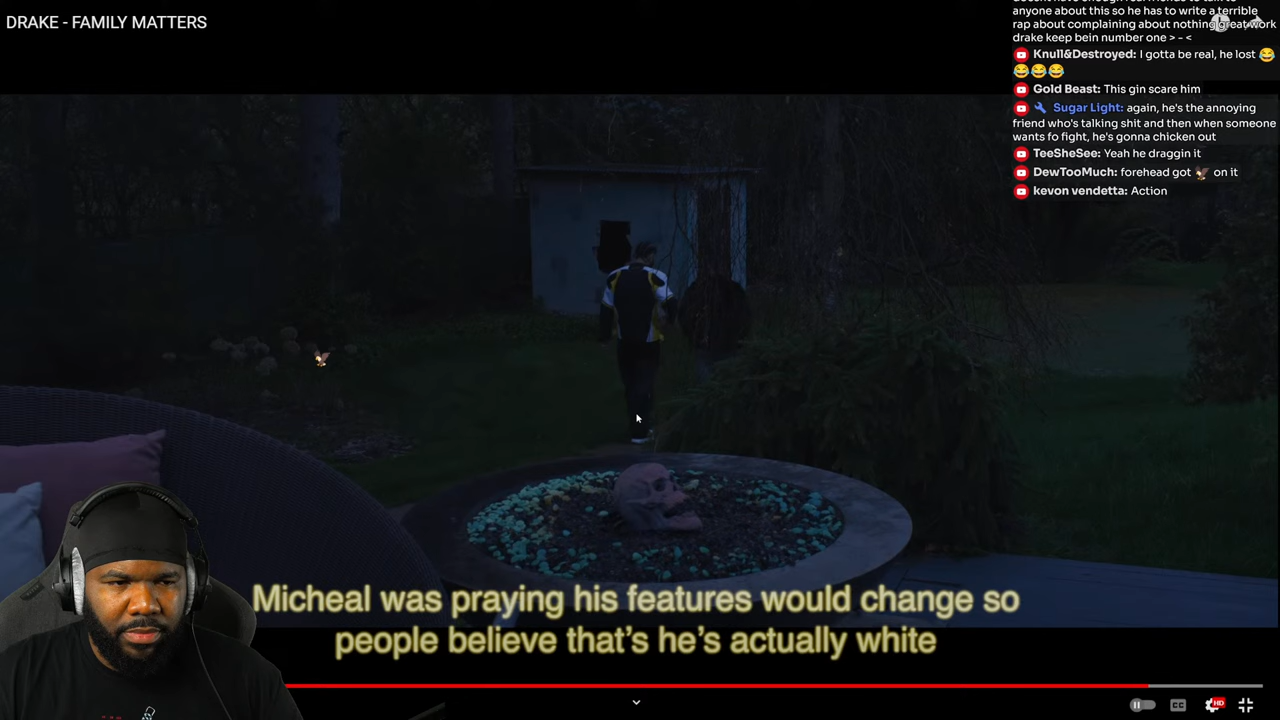 DRAKE - FAMILY MATTERS
anyone about this so he has to write a terrible
rap about complaining about nothing great work
drake keep bein number one > - <
Knull&Destroyed: I gotta be real, he lost 😂
😂😂😂
Gold Beast: This gin scare him
Sugar Light: again, he's the annoying
friend who's talking shit and then when someone
wants fo fight, he's gonna chicken out
TeeSheSee: Yeah he draggin it
DewTooMuch: forehead got 🦅 on it
kevon vendetta: Action
Micheal was praying his features would change so
people believe that's he's actually white
CC
HD